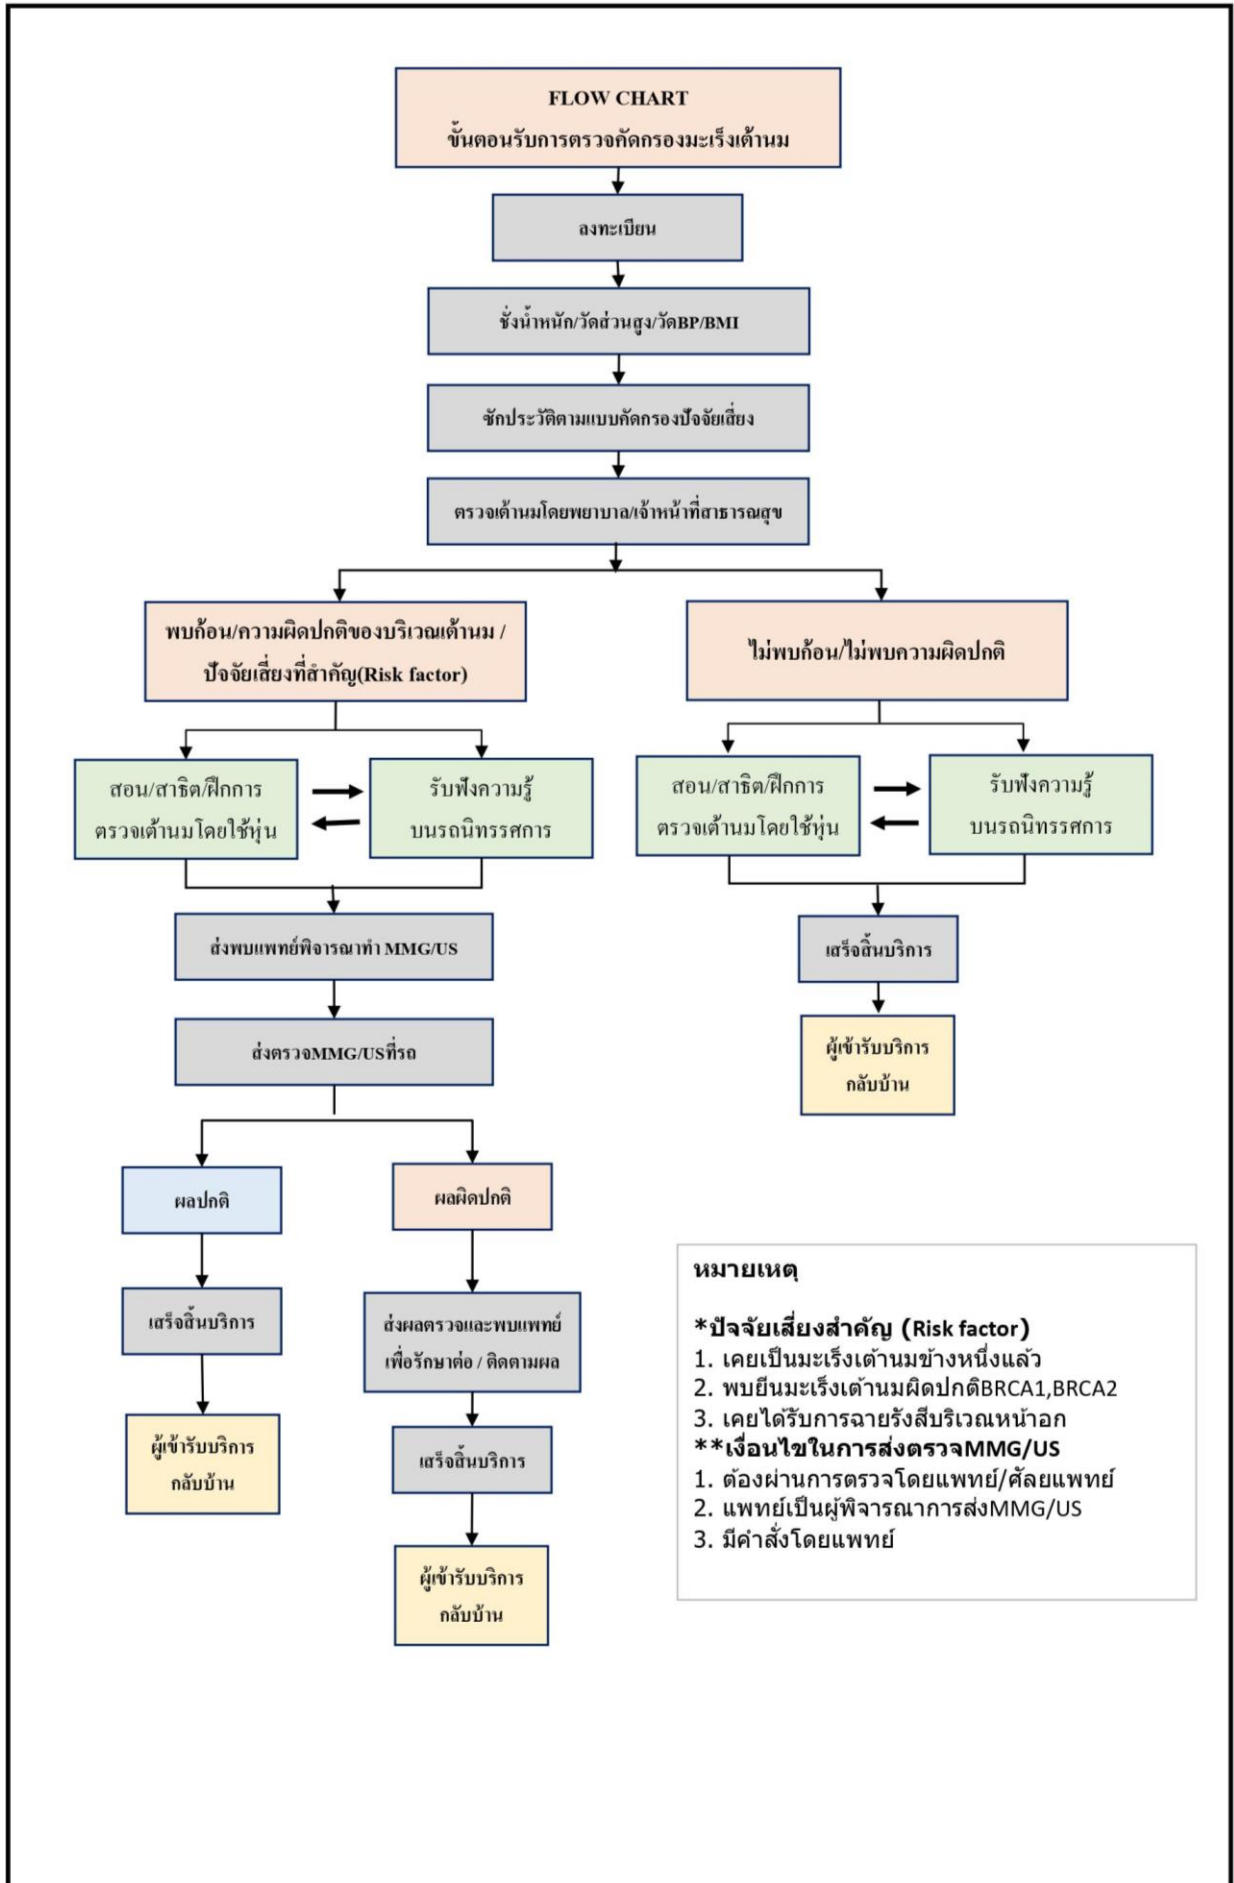 FLOW CHART
ขั้นตอนรับการตรวจคัดกรองมะเร็งเต้านม
ลงทะเบียน
ชั่งน้ำหนัก/วัดส่วนสูง/วัดBP/BMI
ซักประวัติตามแบบคัดกรองปัจจัยเสี่ยง
ตรวจเต้านมโดยพยาบาล/เจ้าหน้าที่สาธารณสุข
พบก้อน/ความผิดปกติของบริเวณเต้านม /
ปัจจัยเสี่ยงที่สำคัญ(Risk factor)
ไม่พบก้อน/ไม่พบความผิดปกติ
สอน/สาธิต/ฝึกการ
ตรวจเต้านมโดยใช้หุ่น
รับฟังความรู้
บนรถนิทรรศการ
สอน/สาธิต/ฝึกการ
ตรวจเต้านมโดยใช้หุ่น
รับฟังความรู้
บนรถนิทรรศการ
ส่งพบแพทย์พิจารณาทำ MMG/US
ส่งตรวจMMG/USที่รถ
เสร็จสิ้นบริการ
ผู้เข้ารับบริการ
กลับบ้าน
ผลปกติ
ผลผิดปกติ
เสร็จสิ้นบริการ
ส่งผลตรวจและพบแพทย์
เพื่อรักษาต่อ / ติดตามผล
ผู้เข้ารับบริการ
กลับบ้าน
เสร็จสิ้นบริการ
ผู้เข้ารับบริการ
กลับบ้าน
หมายเหตุ
*ปัจจัยเสี่ยงสำคัญ (Risk factor)
1. เคยเป็นมะเร็งเต้านมข้างหนึ่งแล้ว
2. พบยีนมะเร็งเต้านมผิดปกติBRCA1,BRCA2
3. เคยได้รับการฉายรังสีบริเวณหน้าอก
**เงื่อนไขในการส่งตรวจMMG/US
1. ต้องผ่านการตรวจโดยแพทย์/ศัลยแพทย์
2. แพทย์เป็นผู้พิจารณาการส่งMMG/US
3. มีคำสั่งโดยแพทย์